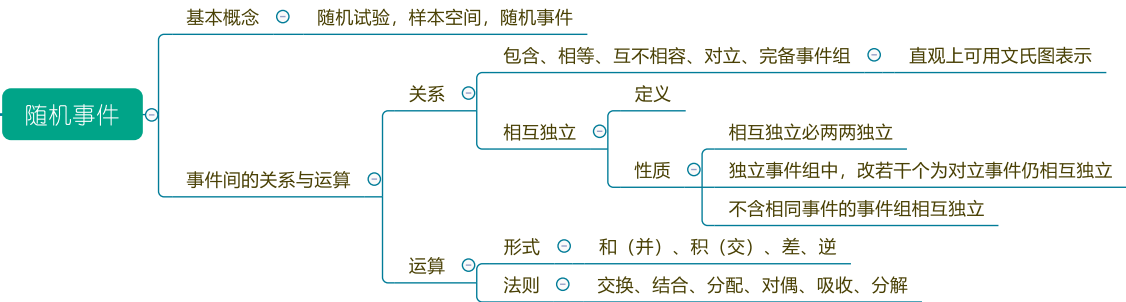 随机事件
基本概念
随机试验，样本空间，随机事件
事件间的关系与运算
关系
包含、相等、互不相容、对立、完备事件组
直观上可用文氏图表示
相互独立
定义
性质
相互独立必两两独立
独立事件组中，改若干个为对立事件仍相互独立
不含相同事件的事件组相互独立
运算
形式
和（并）、积（交）、差、逆
法则
交换、结合、分配、对偶、吸收、分解